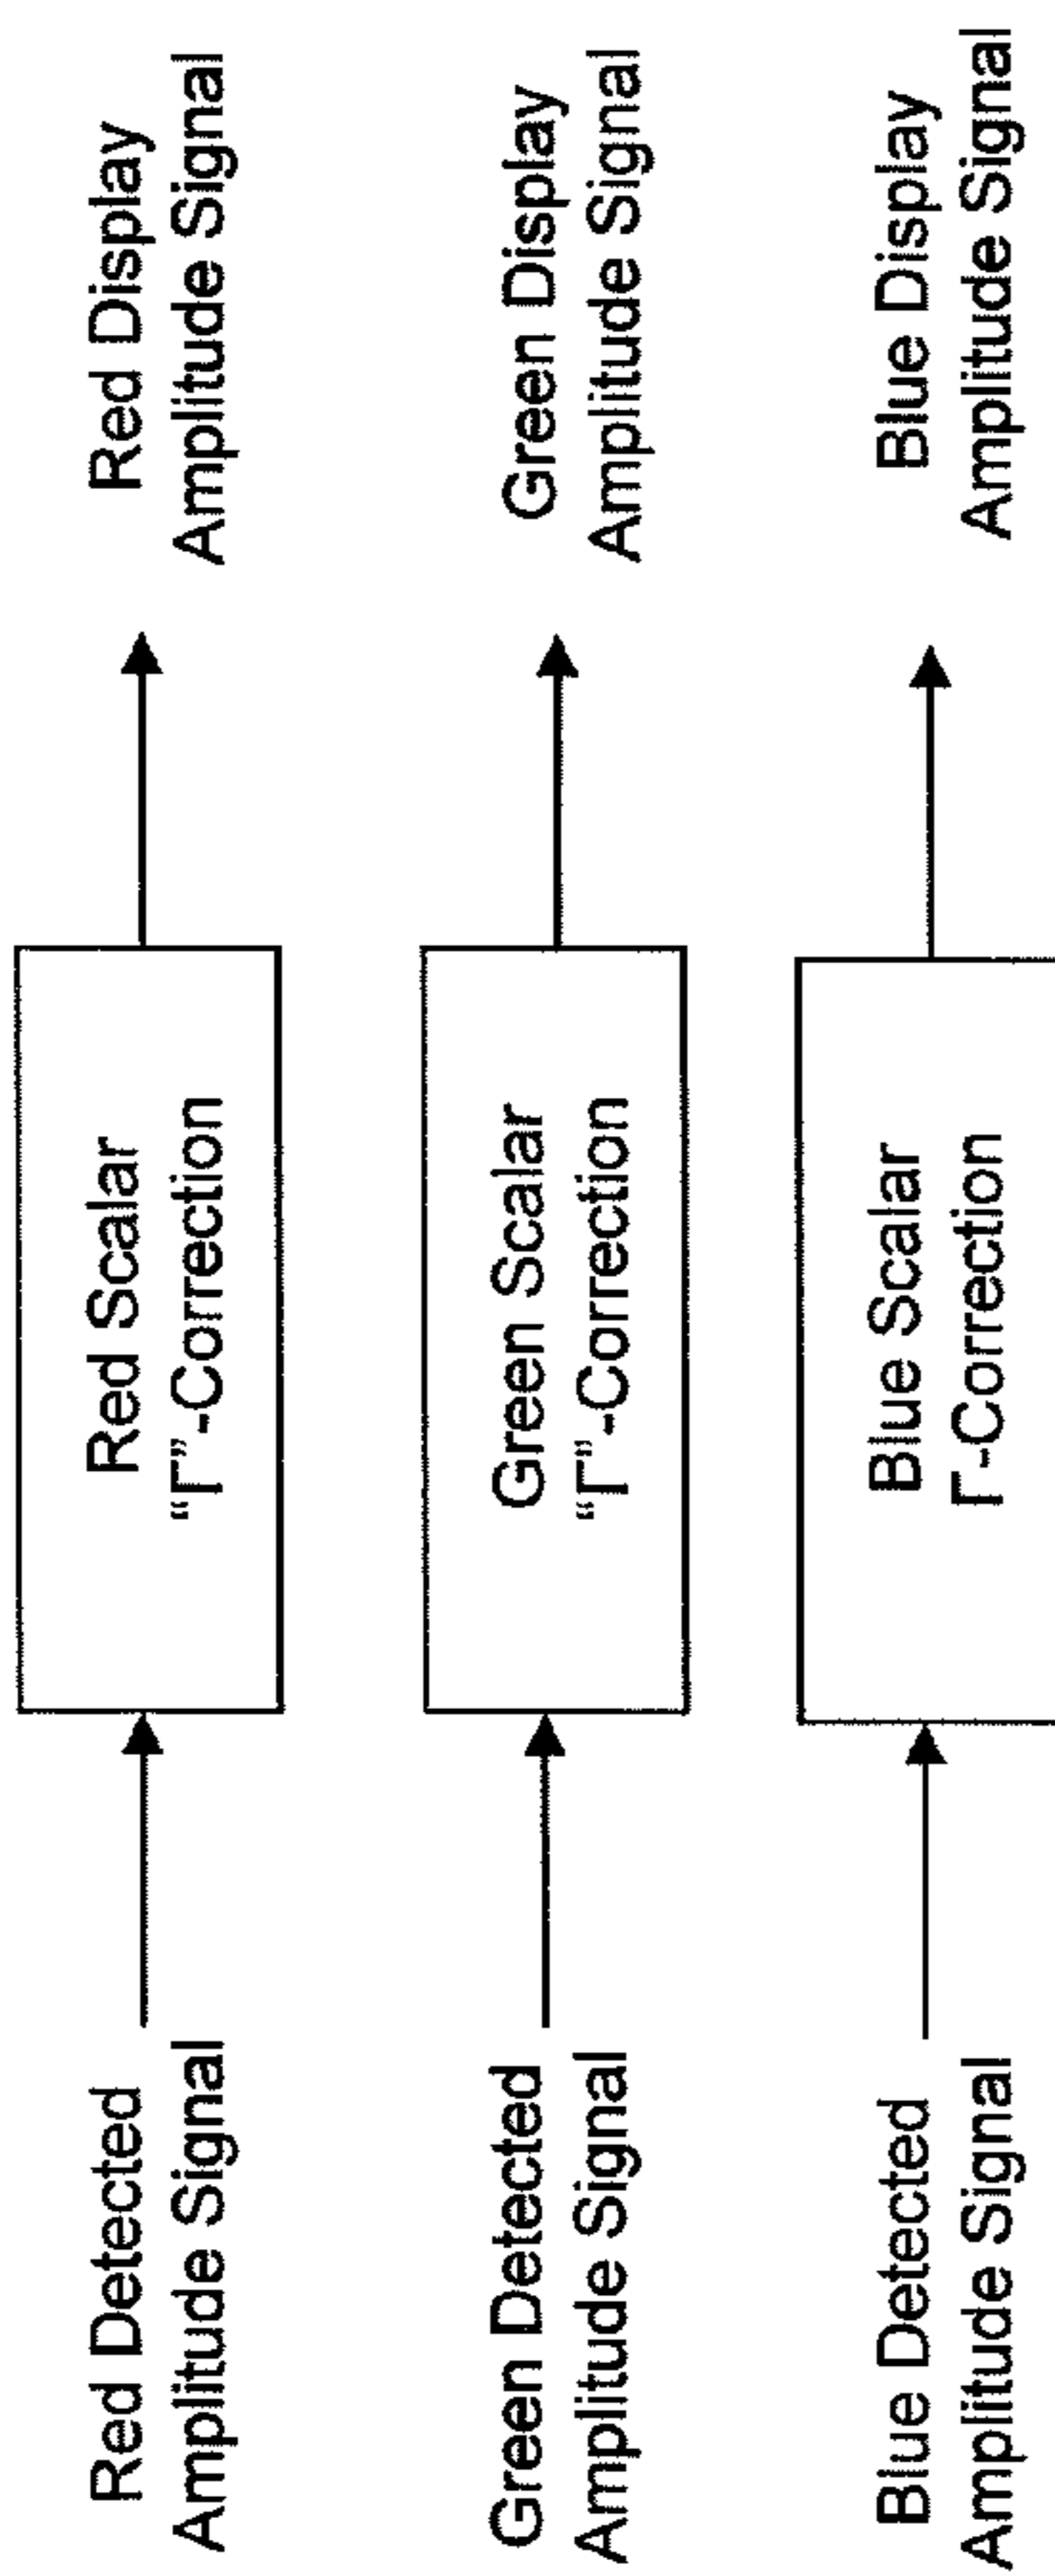 Red Detected
Amplitude Signal
Red Scalar
“Γ”-Correction
Red Display
Amplitude Signal
Green Detected
Amplitude Signal
Green Scalar
“Γ”-Correction
Green Display
Amplitude Signal
Blue Detected
Amplitude Signal
Blue Scalar
Γ-Correction
Blue Display
Amplitude Signal